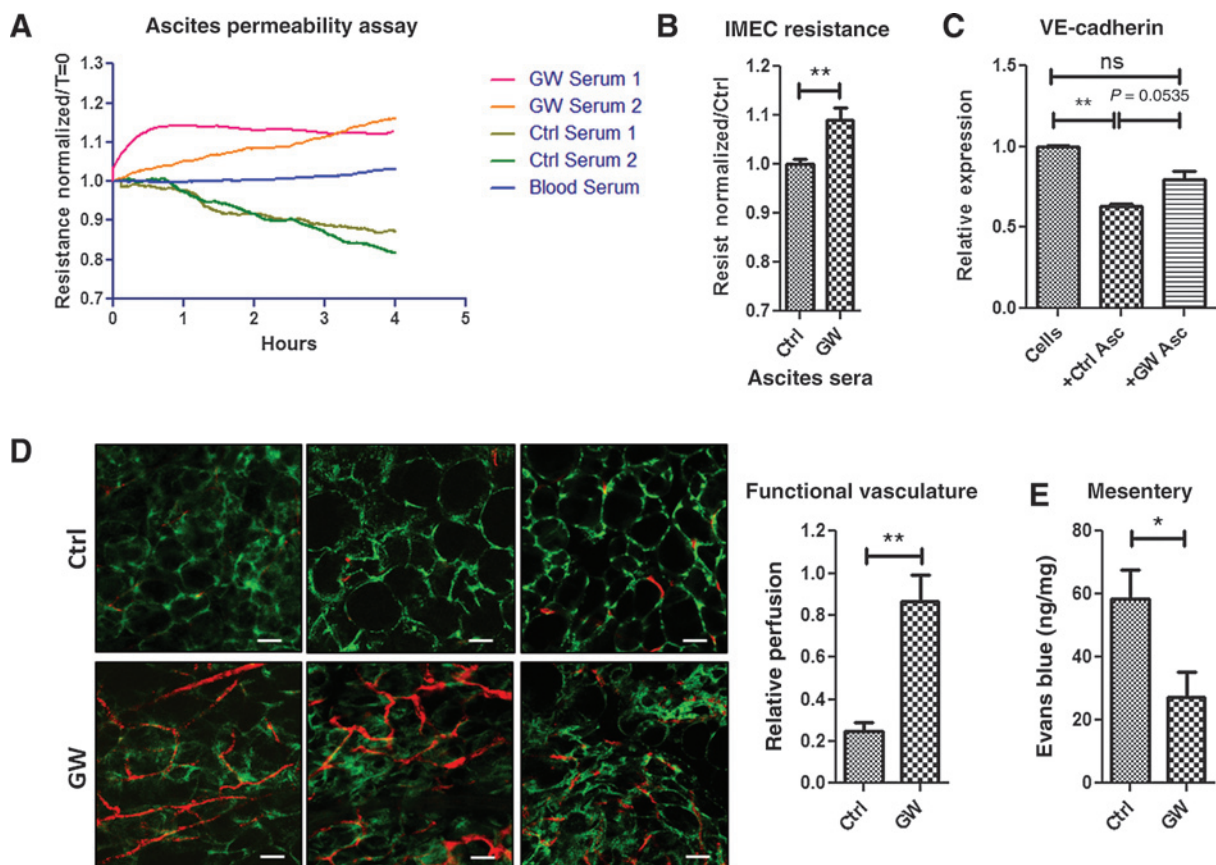 A
Ascites permeability assay
Resistance normalized/T=0
1.3
1.2
1.1
1.0
0.9
0.8
0.7
0
1
2
3
4
5
Hours
GW Serum 1
GW Serum 2
Ctrl Serum 1
Ctrl Serum 2
Blood Serum
B
IMEC resistance
Resist normalized/Ctrl
1.2
1.1
1.0
0.9
1.0
0.7
**
Ctrl
GW
Ascites sera
C
VE-cadherin
Relative expression
1.5
1.0
0.5
0.0
ns
**
P = 0.0535
Cells
+Ctrl Asc
+GW Asc
D
Ctrl
GW
Functional vasculature
Relative perfusion
1.2
1.0
0.8
0.6
0.4
0.2
0.0
**
Ctrl
GW
E
Mesentery
Evans blue (ng/mg)
80
60
40
20
0
*
Ctrl
GW